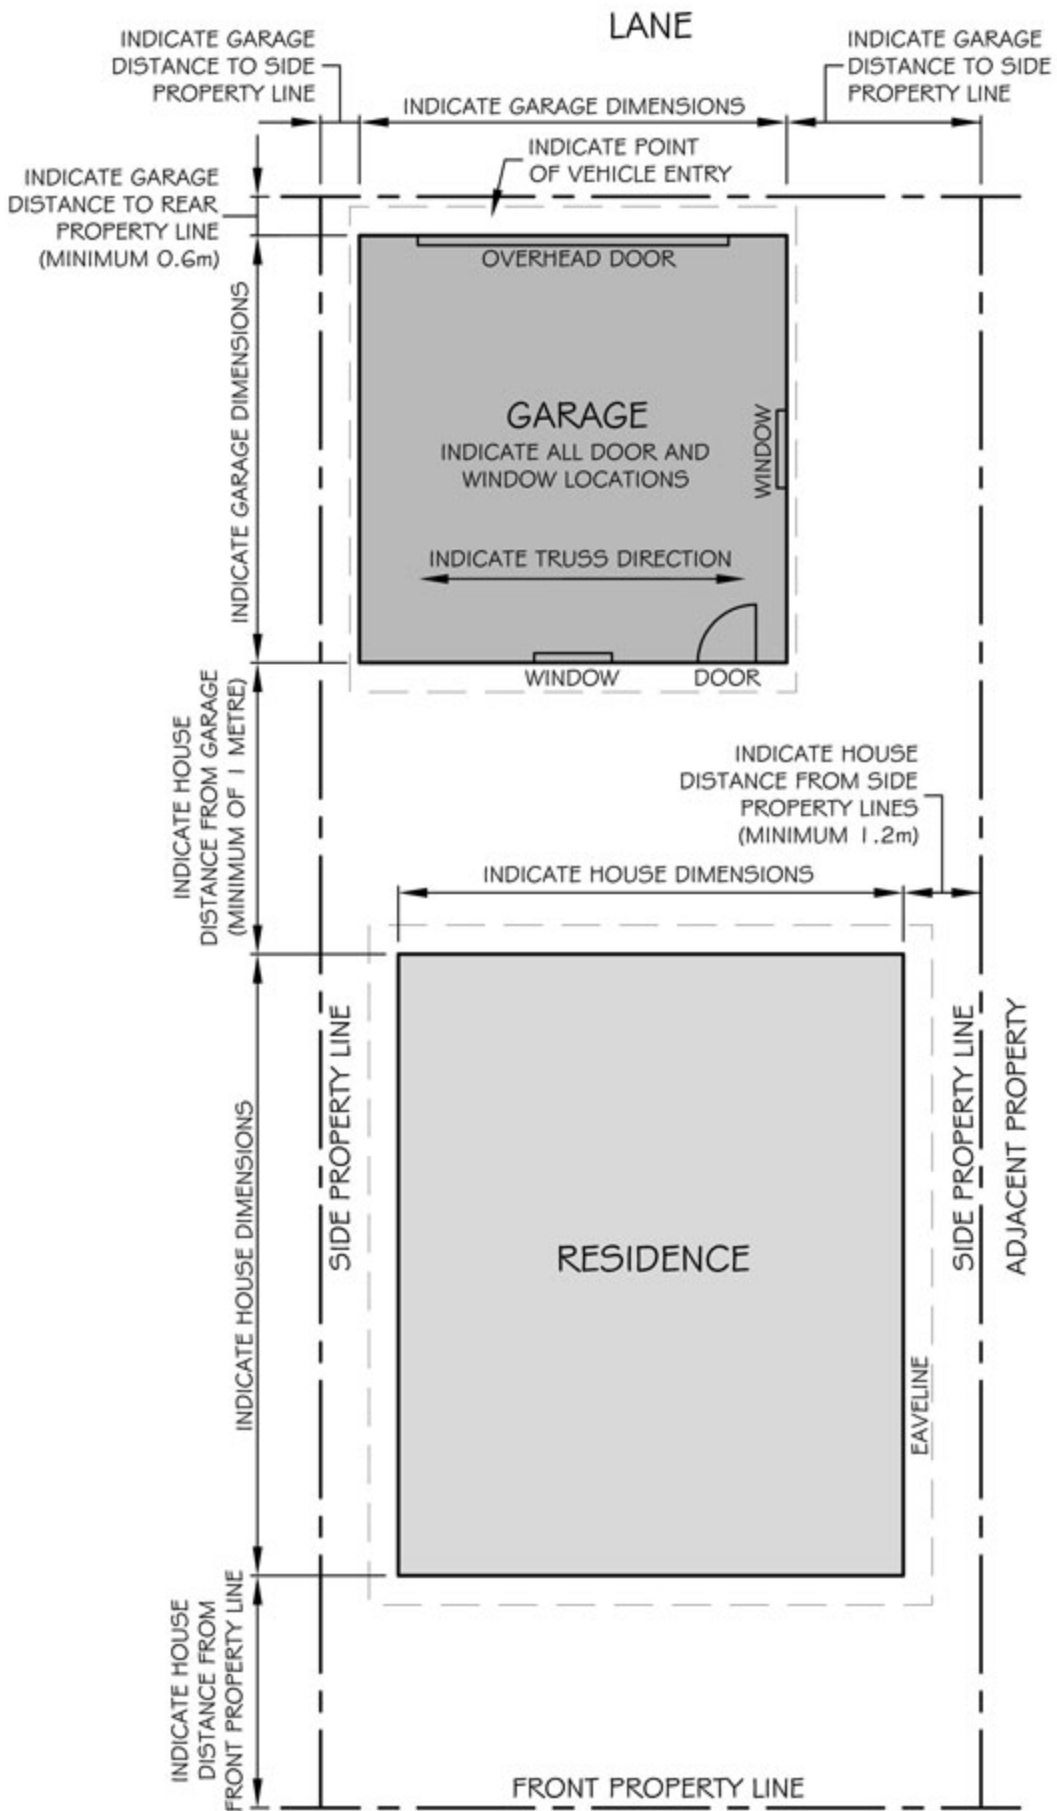 LANE
INDICATE GARAGE
DISTANCE TO SIDE
PROPERTY LINE
INDICATE GARAGE
DISTANCE TO SIDE
PROPERTY LINE
INDICATE GARAGE DIMENSIONS
INDICATE POINT
OF VEHICLE ENTRY
INDICATE GARAGE
DISTANCE TO REAR
PROPERTY LINE
(MINIMUM 0.6m)
OVERHEAD DOOR
INDICATE GARAGE DIMENSIONS
GARAGE
INDICATE ALL DOOR AND
WINDOW LOCATIONS
WINDOW
INDICATE TRUSS DIRECTION
WINDOW
DOOR
INDICATE HOUSE
DISTANCE FROM GARAGE
(MINIMUM OF 1 METRE)
INDICATE HOUSE
DISTANCE FROM SIDE
PROPERTY LINES
(MINIMUM 1.2m)
INDICATE HOUSE DIMENSIONS
INDICATE HOUSE DIMENSIONS
SIDE PROPERTY LINE
RESIDENCE
EAVELINE
SIDE PROPERTY LINE
ADJACENT PROPERTY
INDICATE HOUSE
DISTANCE FROM
FRONT PROPERTY LINE
FRONT PROPERTY LINE